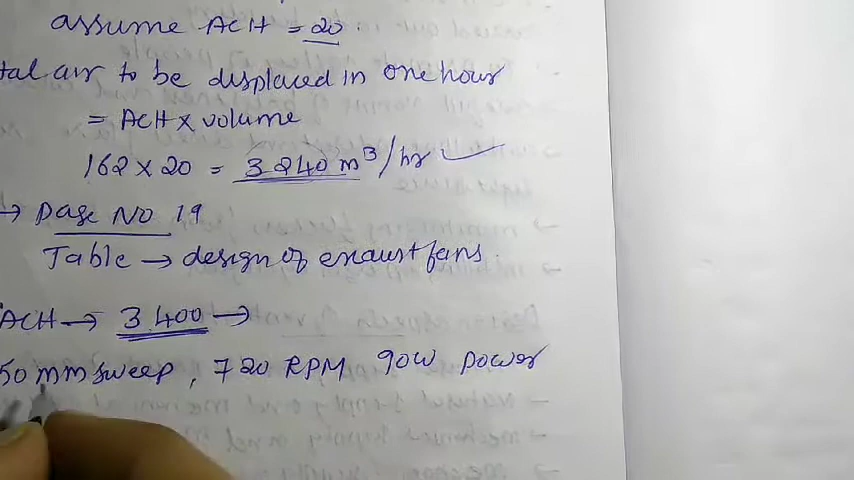 assume ACH = 20.
tal air to be displaced in one hour
= ACH x volume
162 x 20 = 3240 m³/hr ✓
→ Page No 19
Table → design of exaust fans.
ACH → 3400 →
50 mm sweep, 720 RPM 90W power